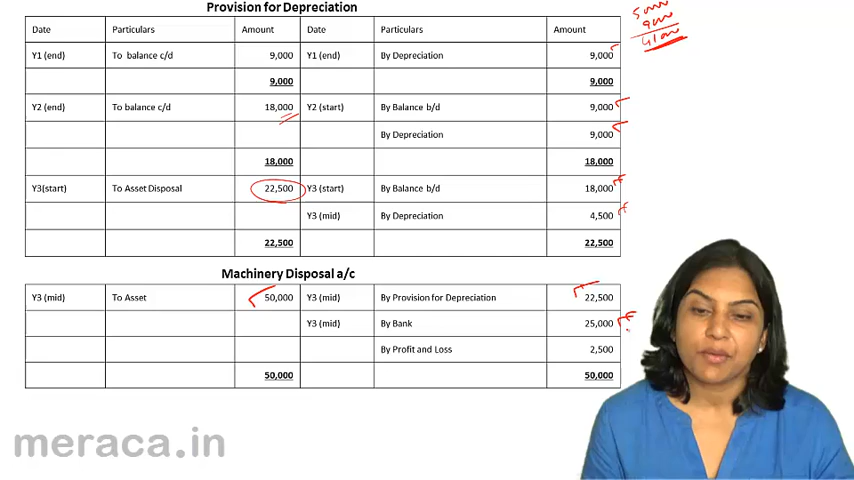 Provision for Depreciation
Date Particulars Amount Date Particulars Amount
Y1 (end) To balance c/d 9,000 Y1 (end) By Depreciation 9,000
9,000 9,000
Y2 (end) To balance c/d 18,000 Y2 (start) By Balance b/d 9,000
By Depreciation 9,000
18,000 18,000
Y3(start) To Asset Disposal 22,500 Y3 (start) By Balance b/d 18,000
Y3 (mid) By Depreciation 4,500
22,500 22,500
Machinery Disposal a/c
Y3 (mid) To Asset 50,000 Y3 (mid) By Provision for Depreciation 22,500
Y3 (mid) By Bank 25,000
By Profit and Loss 2,500
50,000 50,000
meraca.in